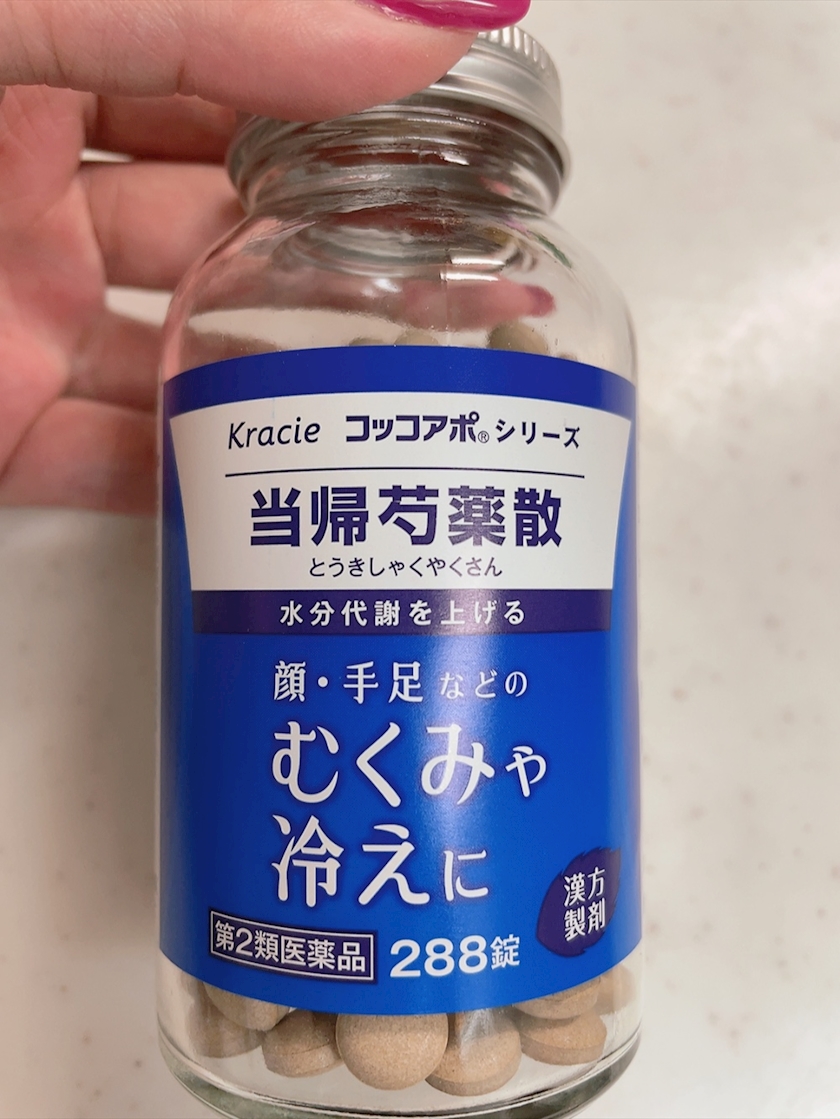 Kracie コッコアポ®シリーズ
当帰芍薬散
とうきしゃくやくさん
水分代謝を上げる
顔・手足などの
むくみや
冷えに
漢方
製剤
第2類医薬品 288錠